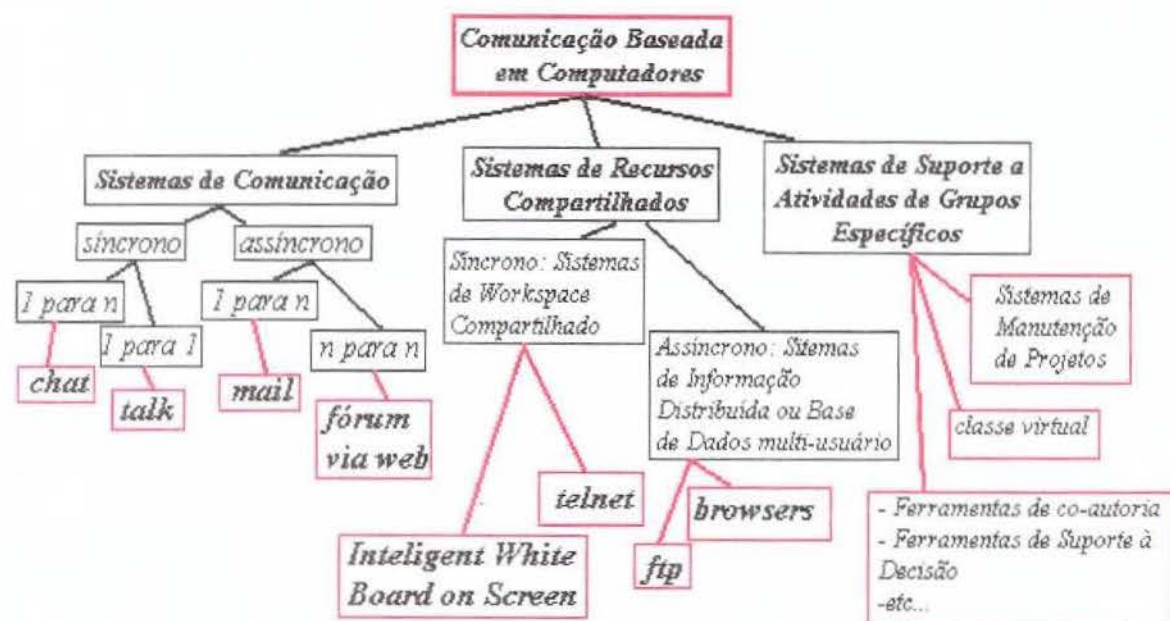 Comunicação Baseada
em Computadores
Sistemas de Comunicação
Sistemas de Recursos
Compartilhados
Sistemas de Suporte a
Atividades de Grupos
Específicos
síncrono
assíncrono
1 para n
1 para 1
1 para n
n para n
chat
talk
mail
fórum
via web
Síncrono: Sistemas
de Workspace
Compartilhado
Assíncrono: Sitemas
de Informação
Distribuída ou Base
de Dados multi-usuário
Inteligent White
Board on Screen
telnet
ftp
browsers
Sistemas de
Manutenção
de Projetos
classe virtual
- Ferramentas de co-autoria
- Ferramentas de Suporte à
Decisão
-etc...